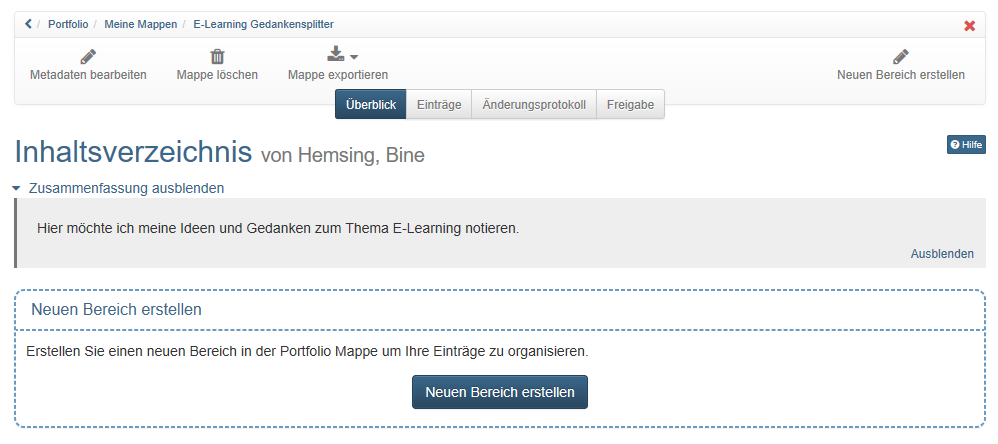 Portfolio / Meine Mappen / E-Learning Gedankensplitter
Metadaten bearbeiten Mappe löschen Mappe exportieren Neuen Bereich erstellen
Überblick Einträge Änderungsprotokoll Freigabe
Inhaltsverzeichnis von Hemsing, Bine
Hilfe
Zusammenfassung ausblenden
Hier möchte ich meine Ideen und Gedanken zum Thema E-Learning notieren.
Ausblenden
Neuen Bereich erstellen
Erstellen Sie einen neuen Bereich in der Portfolio Mappe um Ihre Einträge zu organisieren.
Neuen Bereich erstellen